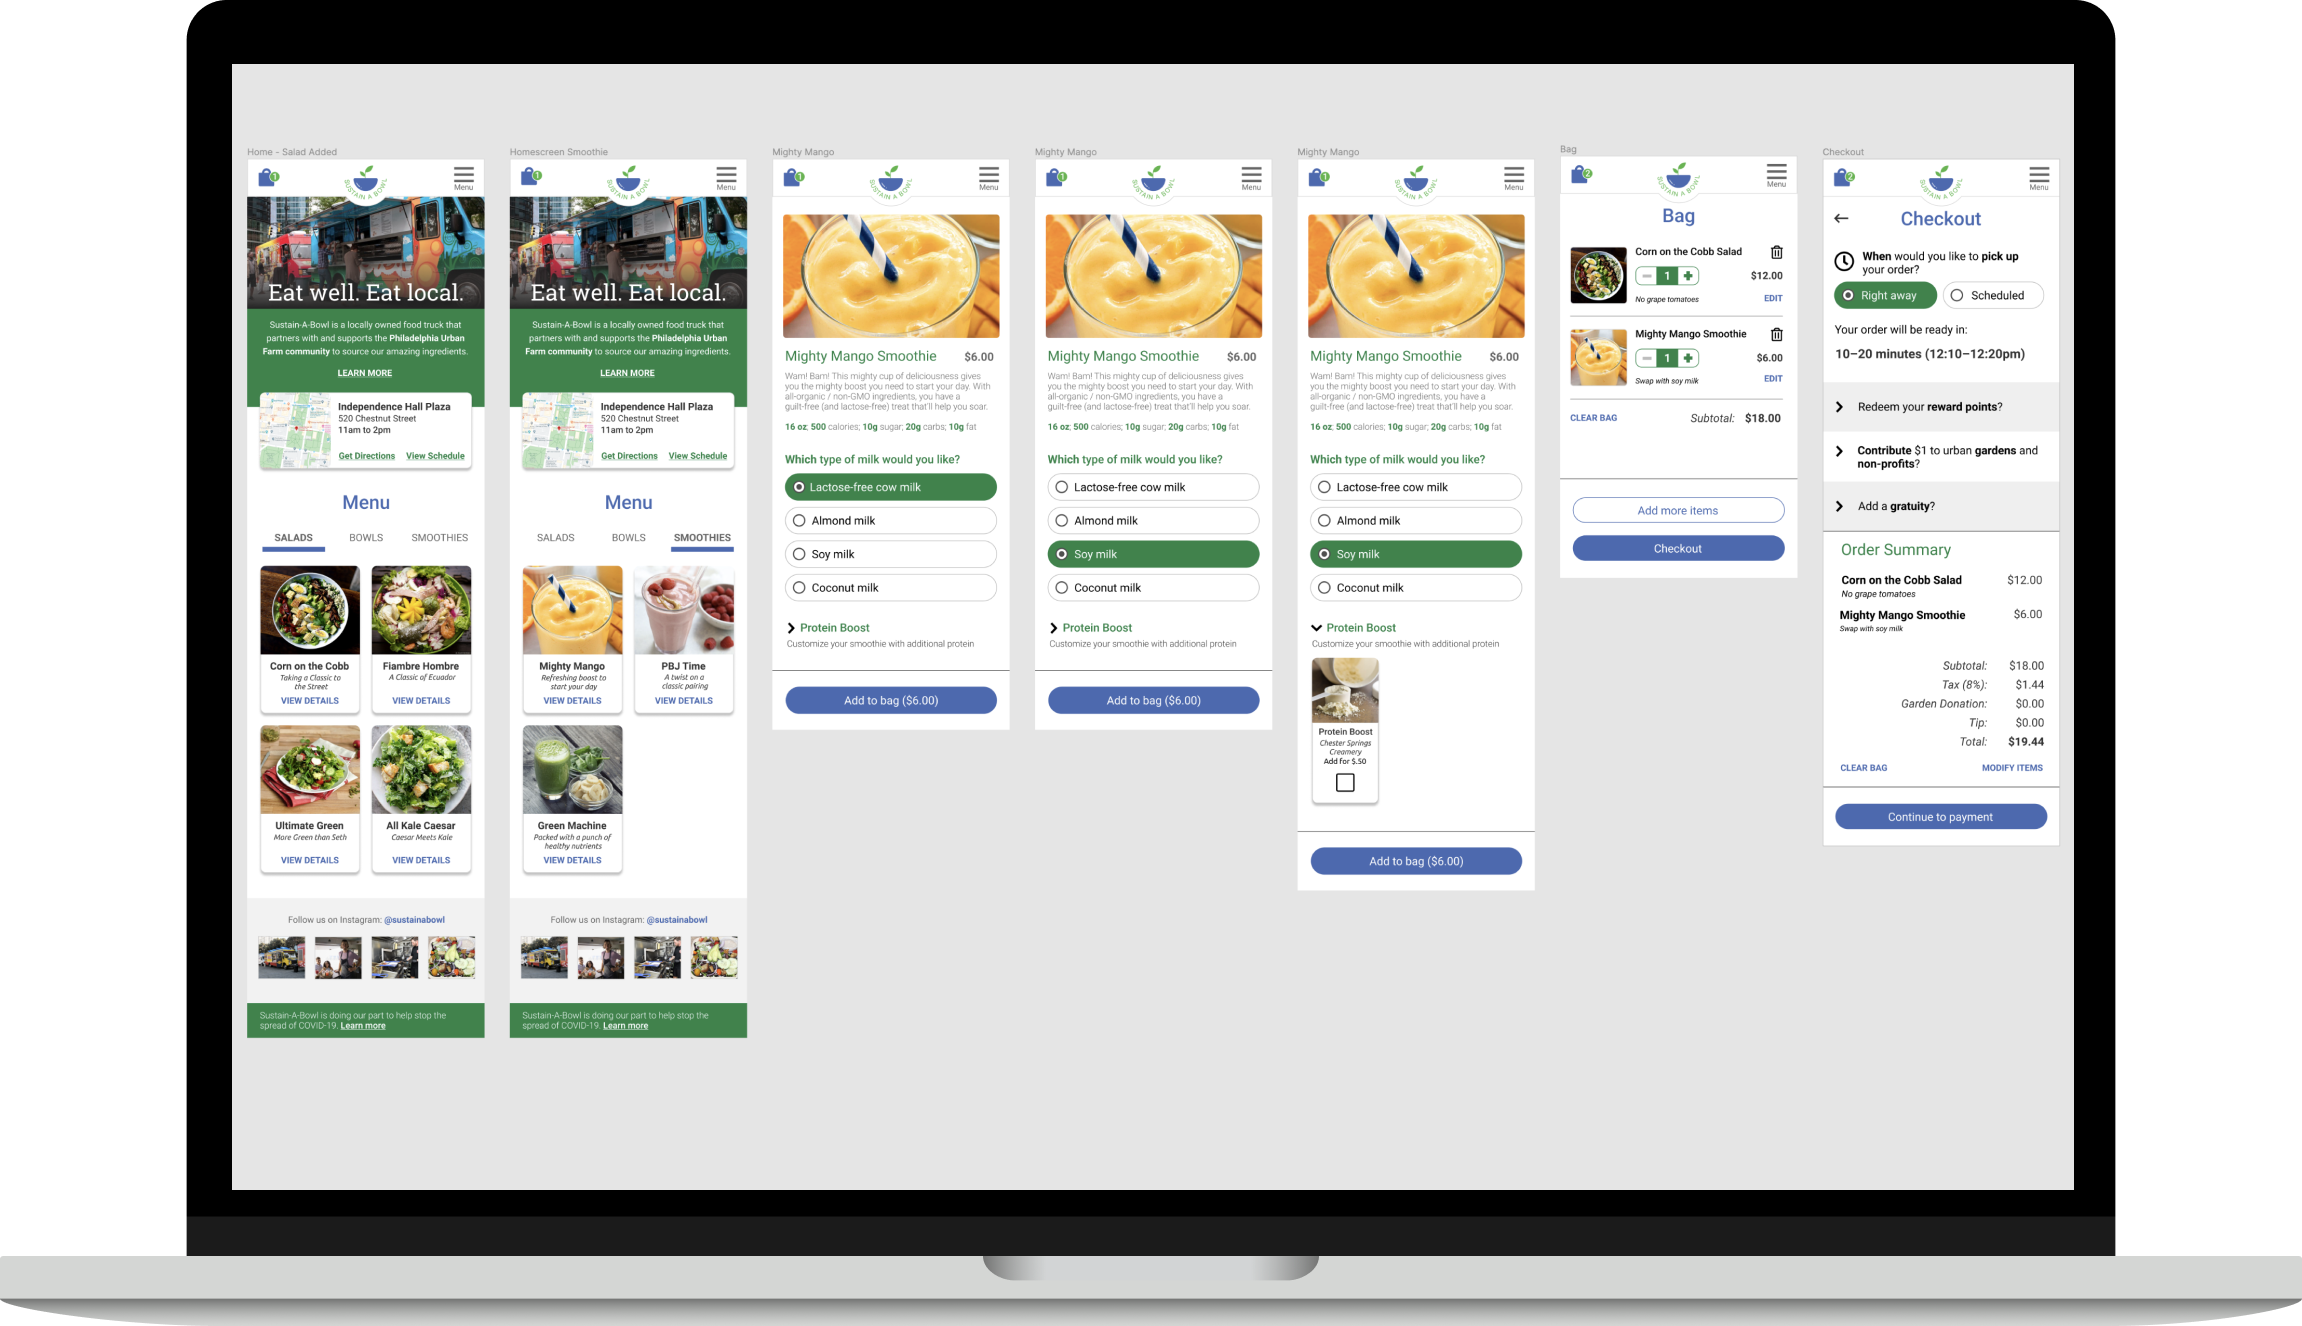 Home - Salad Added
1
SUSTAIN A BOWL
Menu
Eat well. Eat local.
Sustain-A-Bowl is a locally owned food truck that
partners with and supports the Philadelphia Urban
Farm community to source our amazing ingredients.
LEARN MORE
Independence Hall Plaza
520 Chestnut Street
11am to 2pm
Get Directions View Schedule
Menu
SALADS BOWLS SMOOTHIES
Corn on the Cobb Fiambre Hombre
Taking a Classic to A Classic of Ecuador
the Street
VIEW DETAILS VIEW DETAILS
Ultimate Green All Kale Caesar
More Green than Seth Caesar Meets Kale
VIEW DETAILS VIEW DETAILS
Follow us on Instagram: @sustainabowl
Sustain-A-Bowl is doing our part to help stop the
spread of COVID-19. Learn more
Homescreen Smoothie
1
SUSTAIN A BOWL
Menu
Eat well. Eat local.
Sustain-A-Bowl is a locally owned food truck that
partners with and supports the Philadelphia Urban
Farm community to source our amazing ingredients.
LEARN MORE
Independence Hall Plaza
520 Chestnut Street
11am to 2pm
Get Directions View Schedule
Menu
SALADS BOWLS SMOOTHIES
Mighty Mango PBJ Time
Refreshing boost to A twist on a
start your day classic pairing
VIEW DETAILS VIEW DETAILS
Green Machine
Packed with a punch of
healthy nutrients
VIEW DETAILS
Follow us on Instagram: @sustainabowl
Sustain-A-Bowl is doing our part to help stop the
spread of COVID-19. Learn more
Mighty Mango
1
SUSTAIN A BOWL
Menu
Mighty Mango Smoothie $6.00
Wam! Bam! This mighty cup of deliciousness gives
you the mighty boost you need to start your day. With
all-organic / non-GMO ingredients, you have a
guilt-free (and lactose-free) treat that'll help you soar.
16 oz; 500 calories; 10g sugar; 20g carbs; 10g fat
Which type of milk would you like?
Lactose-free cow milk
Almond milk
Soy milk
Coconut milk
Protein Boost
Customize your smoothie with additional protein
Add to bag ($6.00)
Mighty Mango
1
SUSTAIN A BOWL
Menu
Mighty Mango Smoothie $6.00
Wam! Bam! This mighty cup of deliciousness gives
you the mighty boost you need to start your day. With
all-organic / non-GMO ingredients, you have a
guilt-free (and lactose-free) treat that'll help you soar.
16 oz; 500 calories; 10g sugar; 20g carbs; 10g fat
Which type of milk would you like?
Lactose-free cow milk
Almond milk
Soy milk
Coconut milk
Protein Boost
Customize your smoothie with additional protein
Add to bag ($6.00)
Mighty Mango
1
SUSTAIN A BOWL
Menu
Mighty Mango Smoothie $6.00
Wam! Bam! This mighty cup of deliciousness gives
you the mighty boost you need to start your day. With
all-organic / non-GMO ingredients, you have a
guilt-free (and lactose-free) treat that'll help you soar.
16 oz; 500 calories; 10g sugar; 20g carbs; 10g fat
Which type of milk would you like?
Lactose-free cow milk
Almond milk
Soy milk
Coconut milk
Protein Boost
Customize your smoothie with additional protein
Protein Boost
Chester Springs
Creamery
Add for $.50
Add to bag ($6.00)
Bag
2
SUSTAIN A BOWL
Menu
Bag
Corn on the Cobb Salad
1 $12.00
No grape tomatoes EDIT
Mighty Mango Smoothie
1 $6.00
Swap with soy milk EDIT
CLEAR BAG Subtotal: $18.00
Add more items
Checkout
Checkout
2
SUSTAIN A BOWL
Menu
Checkout
When would you like to pick up
your order?
Right away Scheduled
Your order will be ready in:
10–20 minutes (12:10–12:20pm)
Redeem your reward points?
Contribute $1 to urban gardens and
non-profits?
Add a gratuity?
Order Summary
Corn on the Cobb Salad $12.00
No grape tomatoes
Mighty Mango Smoothie $6.00
Swap with soy milk
Subtotal: $18.00
Tax (8%): $1.44
Garden Donation: $0.00
Tip: $0.00
Total: $19.44
CLEAR BAG MODIFY ITEMS
Continue to payment